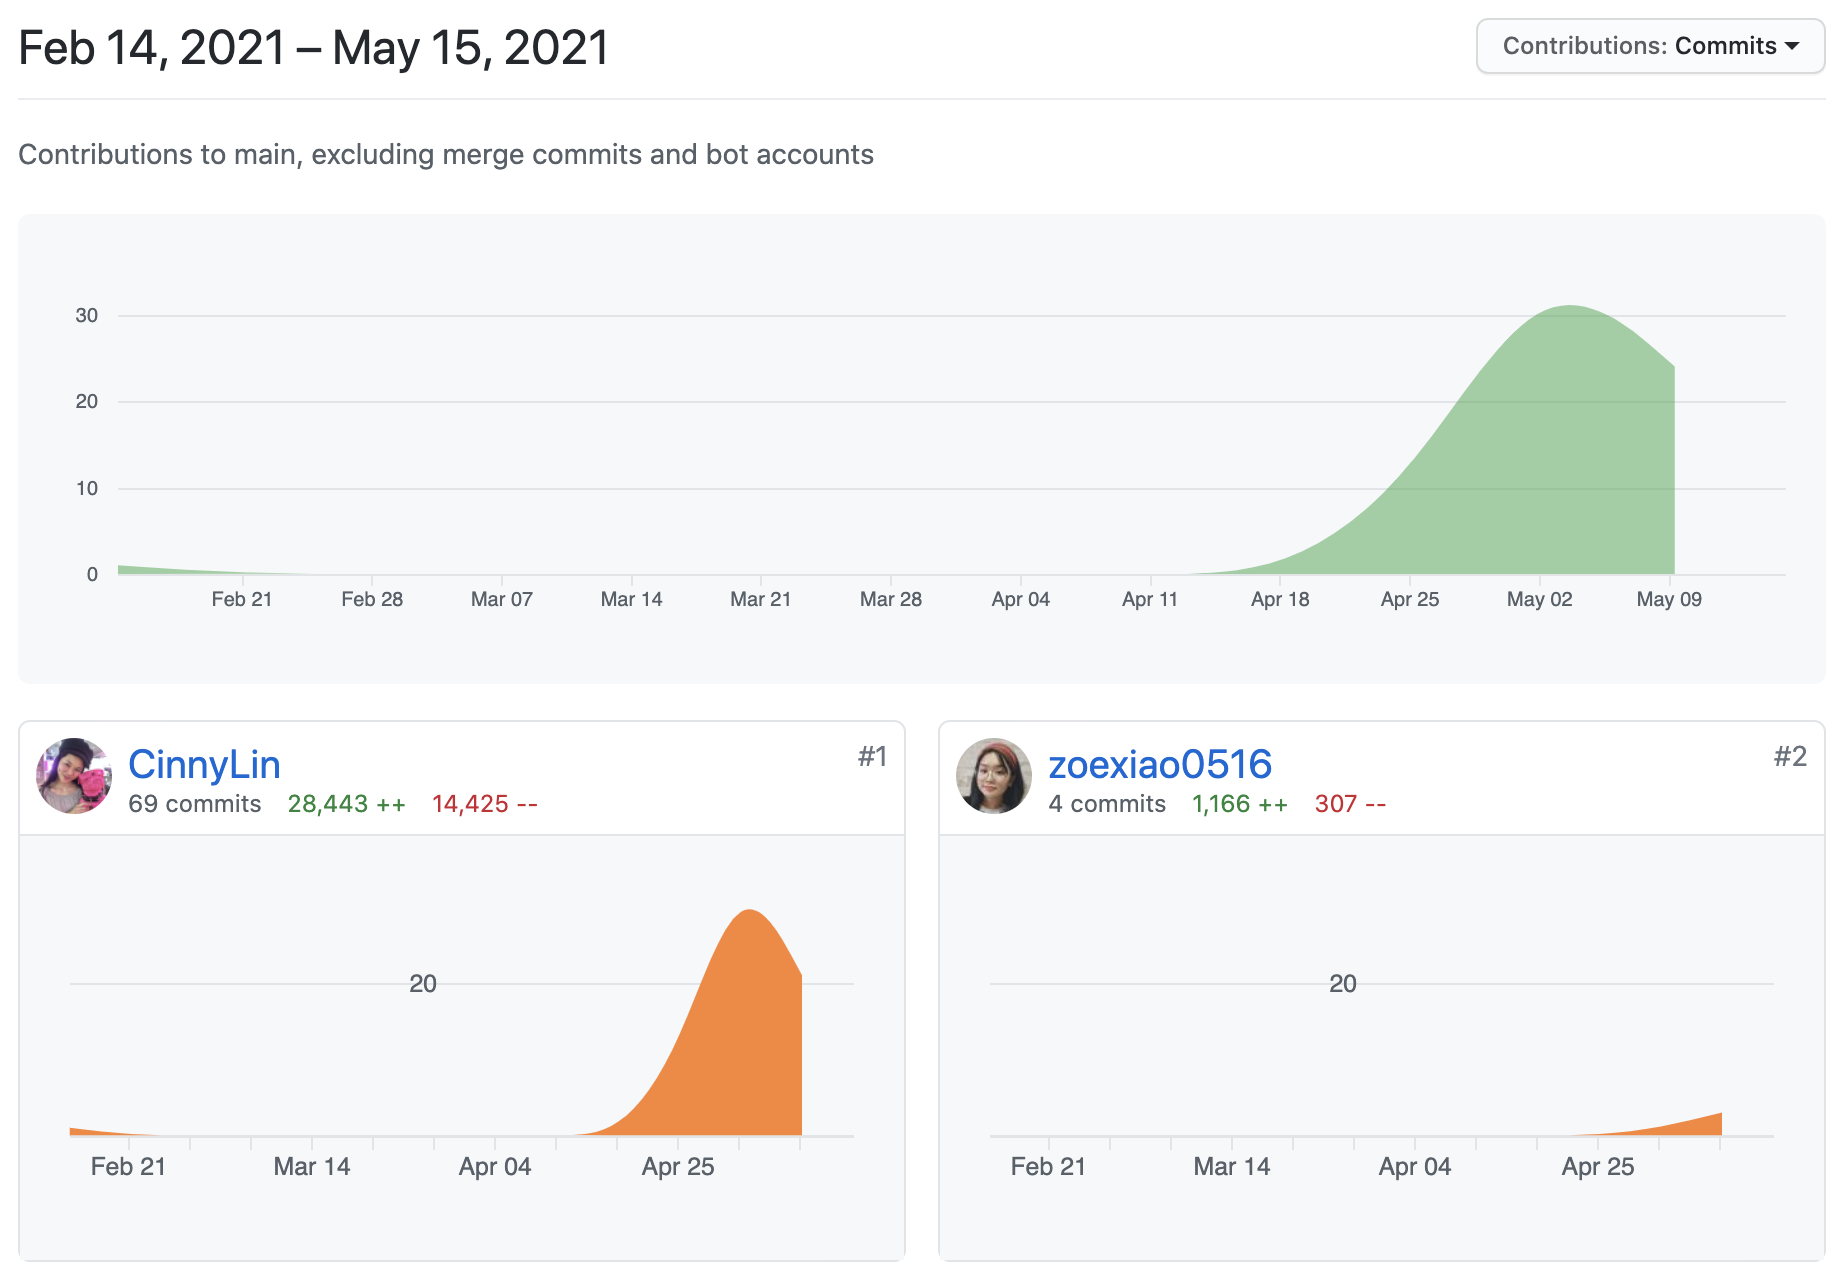 Feb 14, 2021 – May 15, 2021
Contributions: Commits
Contributions to main, excluding merge commits and bot accounts
30
20
10
0
Feb 21 Feb 28 Mar 07 Mar 14 Mar 21 Mar 28 Apr 04 Apr 11 Apr 18 Apr 25 May 02 May 09
CinnyLin #1
69 commits 28,443 ++ 14,425 --
20
Feb 21 Mar 14 Apr 04 Apr 25
zoexiao0516 #2
4 commits 1,166 ++ 307 --
20
Feb 21 Mar 14 Apr 04 Apr 25